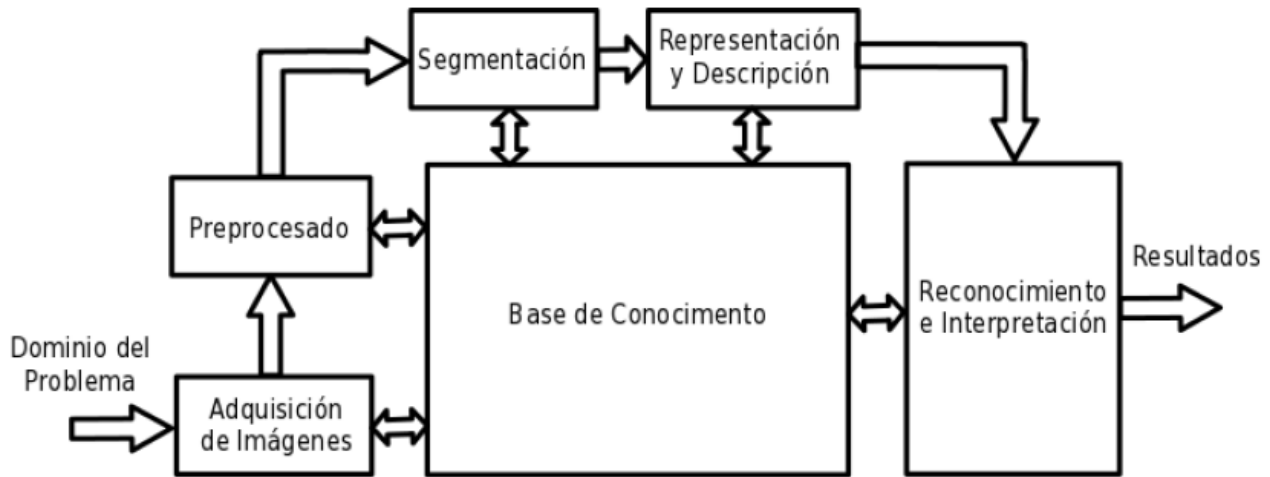 Segmentación
Representación
y Descripción
Preprocesado
Base de Conocimento
Reconocimiento
e Interpretación
Resultados
Dominio del
Problema
Adquisición
de Imágenes